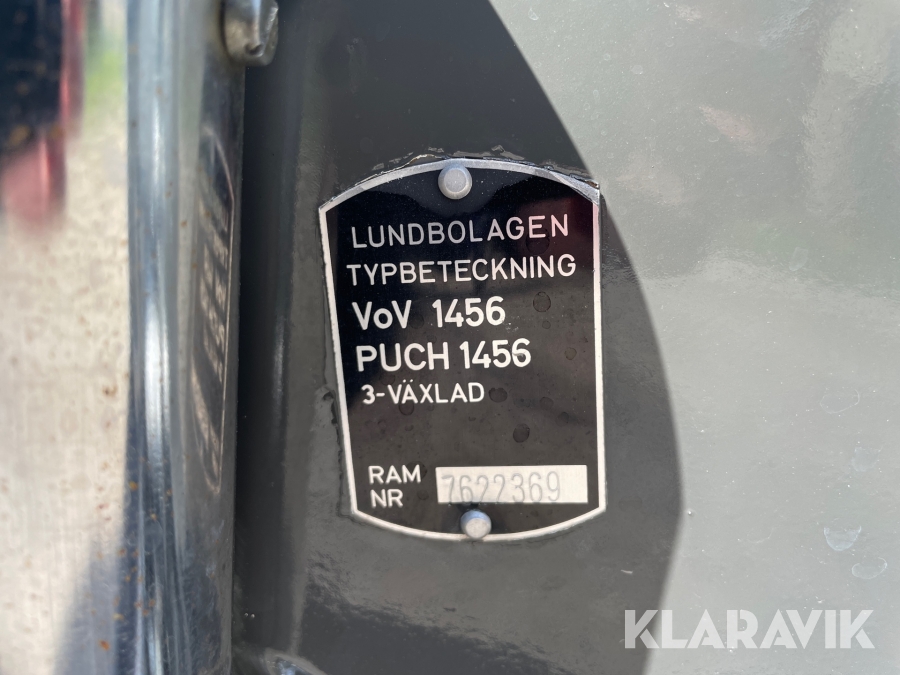 LUNDBOLAGEN
TYPBETECKNING
VoV 1456
PUCH 1456
3-VÄXLAD
RAM NR 7622369
KLARAVIK